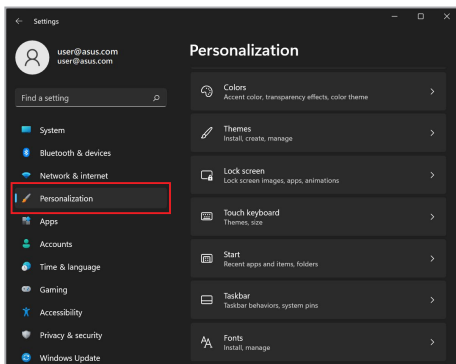 Settings
user@asus.com
user@asus.com
Find a setting
System
Bluetooth & devices
Network & internet
Personalization
Apps
Accounts
Time & language
Gaming
Accessibility
Privacy & security
Windows Update
Personalization
Colors
Accent color, transparency effects, color theme
Themes
Install, create, manage
Lock screen
Lock screen images, apps, animations
Touch keyboard
Themes, size
Start
Recent apps and items, folders
Taskbar
Taskbar behaviors, system pins
Fonts
Install, manage